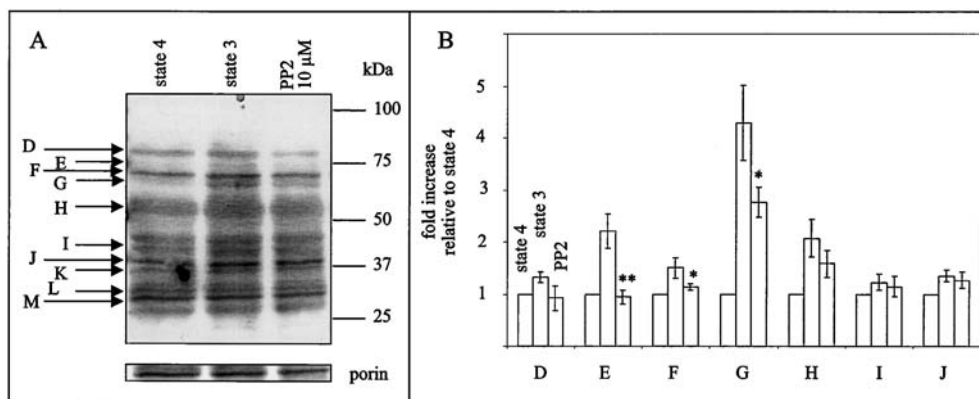 A
state 4
state 3
PP2
10 µM
kDa
100
75
50
37
25
D
E
F
G
H
I
J
K
L
M
porin
B
fold increase
relative to state 4
5
4
3
2
1
state 4
state 3
PP2
**
*
*
D E F G H I J